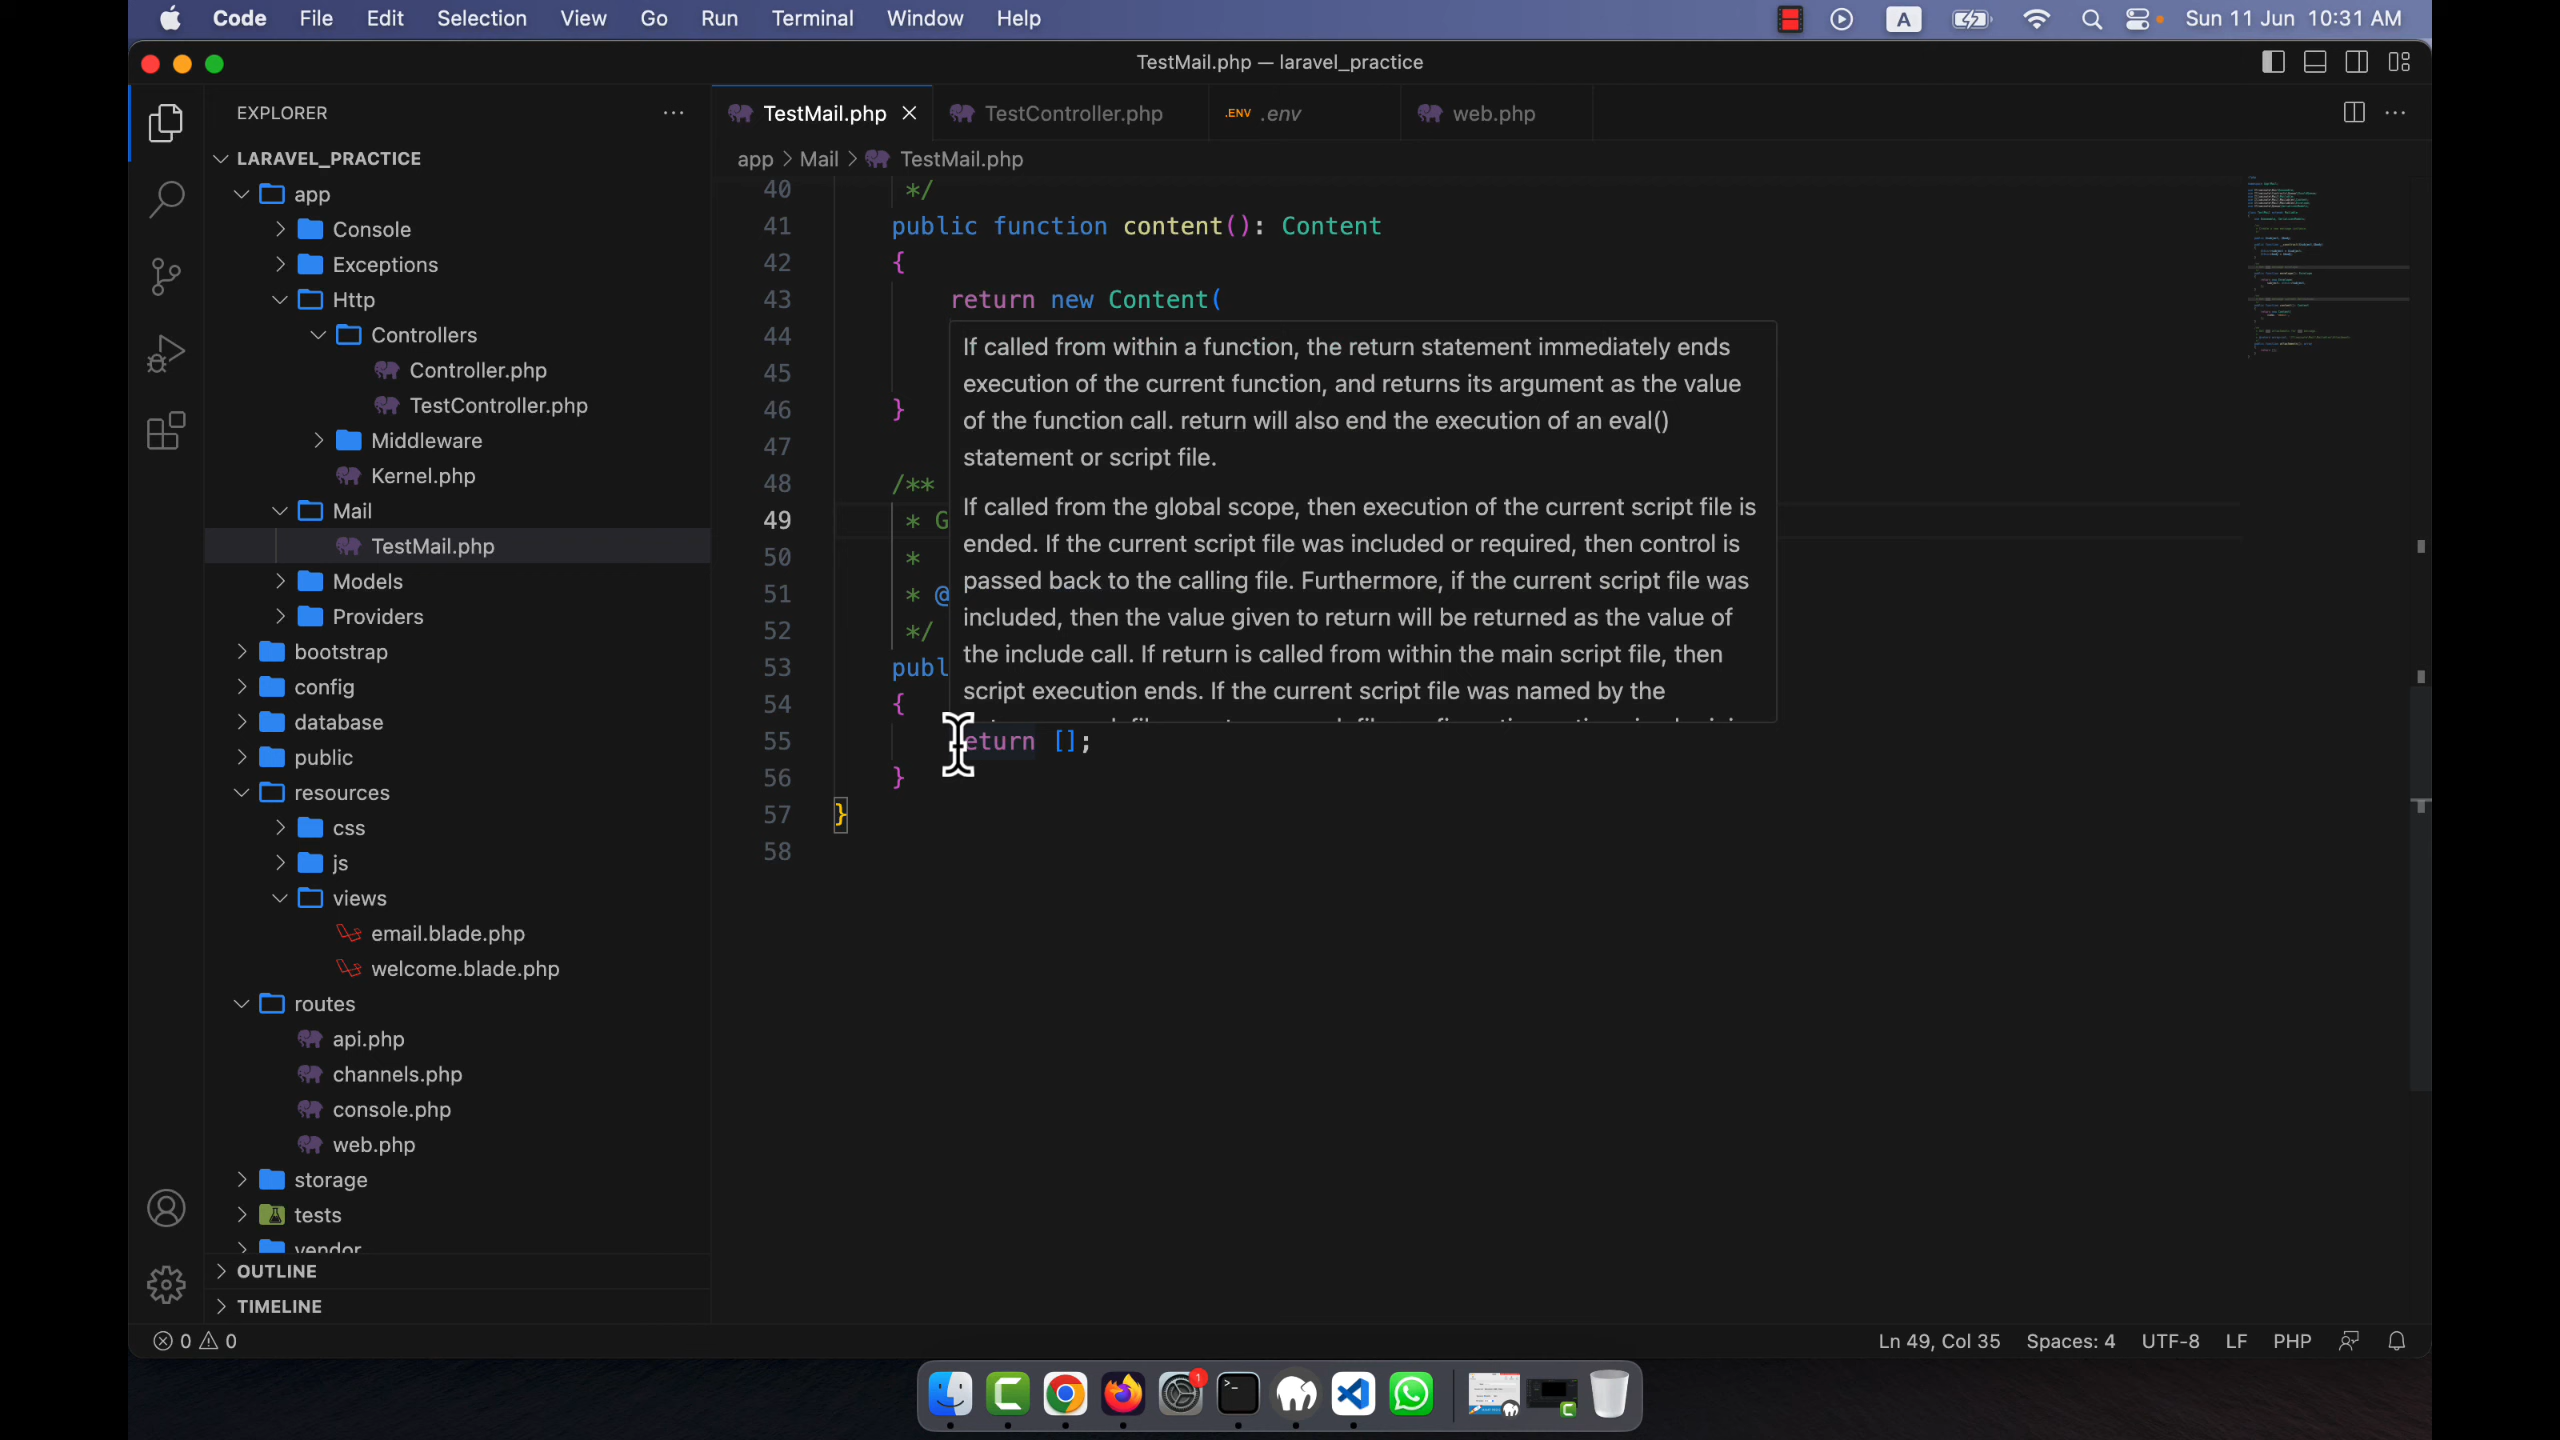 Code File Edit Selection View Go Run Terminal Window Help
A
Sun 11 Jun 10:31 AM
TestMail.php — laravel_practice
EXPLORER
LARAVEL_PRACTICE
app
Console
Exceptions
Http
Controllers
Controller.php
TestController.php
Middleware
Kernel.php
Mail
TestMail.php
Models
Providers
bootstrap
config
database
public
resources
css
js
views
email.blade.php
welcome.blade.php
routes
api.php
channels.php
console.php
web.php
storage
tests
vendor
OUTLINE
TIMELINE
TestMail.php
TestController.php
.ENV .env
web.php
app > Mail > TestMail.php
40 */
41 public function content(): Content
42 {
43 return new Content(
44
45
46 }
47
48 /**
49 * G
50 *
51 * @
52 */
53 publ
54 {
55 eturn [];
56 }
57 }
58
If called from within a function, the return statement immediately ends
execution of the current function, and returns its argument as the value
of the function call. return will also end the execution of an eval()
statement or script file.
If called from the global scope, then execution of the current script file is
ended. If the current script file was included or required, then control is
passed back to the calling file. Furthermore, if the current script file was
included, then the value given to return will be returned as the value of
the include call. If return is called from within the main script file, then
script execution ends. If the current script file was named by the
0 0
Ln 49, Col 35 Spaces: 4 UTF-8 LF PHP
1